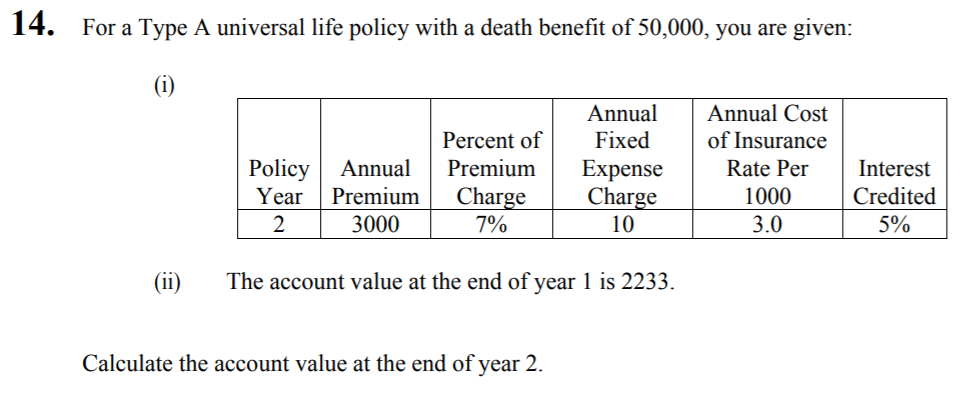 14. For a Type A universal life policy with a death benefit of 50,000, you are given:
(i)
Policy Year | Annual Premium | Percent of Premium Charge | Annual Fixed Expense Charge | Annual Cost of Insurance Rate Per 1000 | Interest Credited
2 | 3000 | 7% | 10 | 3.0 | 5%
(ii) The account value at the end of year 1 is 2233.
Calculate the account value at the end of year 2.